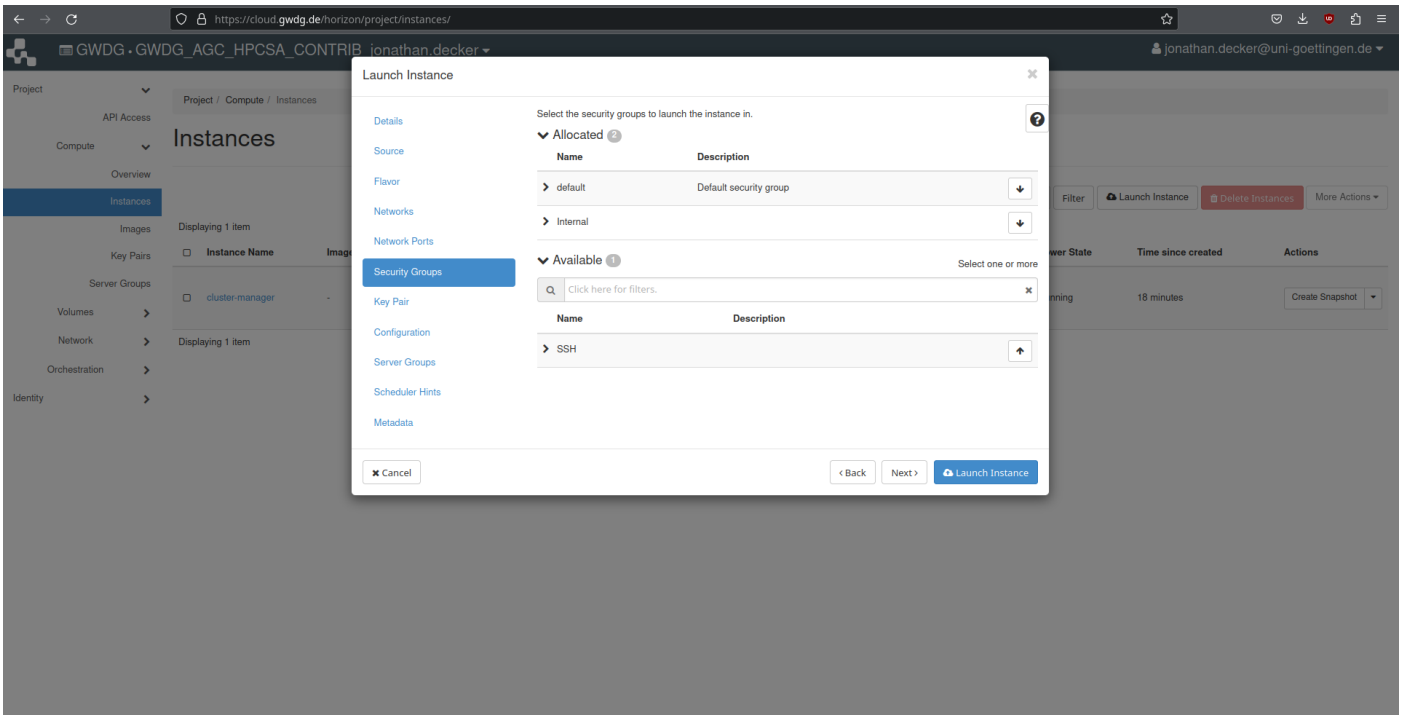 https://cloud.gwdg.de/horizon/project/instances/
GWDG • GWDG_AGC_HPCSA_CONTRIB_jonathan.decker
jonathan.decker@uni-goettingen.de
Project
API Access
Compute
Overview
Instances
Images
Key Pairs
Server Groups
Volumes
Network
Orchestration
Identity
Project / Compute / Instances
Instances
Filter
Launch Instance
Delete Instances
More Actions
Displaying 1 item
Instance Name
wer State
Time since created
Actions
cluster-manager
-
nning
18 minutes
Create Snapshot
Displaying 1 item
Launch Instance
Details
Source
Flavor
Networks
Network Ports
Security Groups
Key Pair
Configuration
Server Groups
Scheduler Hints
Metadata
Select the security groups to launch the instance in.
Allocated 2
Name Description
default Default security group
Internal
Available 1
Select one or more
Click here for filters.
Name Description
SSH
Cancel
< Back
Next >
Launch Instance